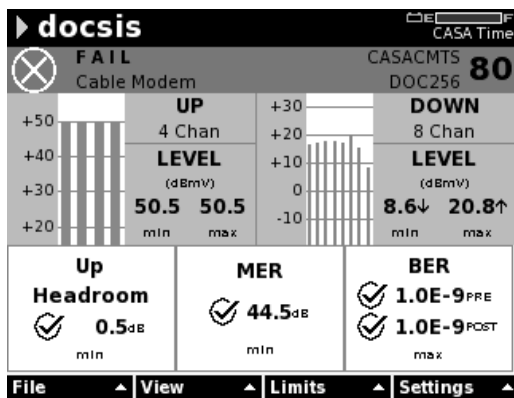 docsis
E F
CASA Time
FAIL
Cable Modem
CASACMTS
DOC256
80
UP
4 Chan
LEVEL
(dBmV)
50.5 50.5
min max
+50
+40
+30
+20
DOWN
8 Chan
LEVEL
(dBmV)
8.6↓ 20.8↑
min max
+30
+20
+10
0
-10
Up
Headroom
0.5dB
min
MER
44.5dB
min
BER
1.0E-9PRE
1.0E-9POST
max
File View Limits Settings